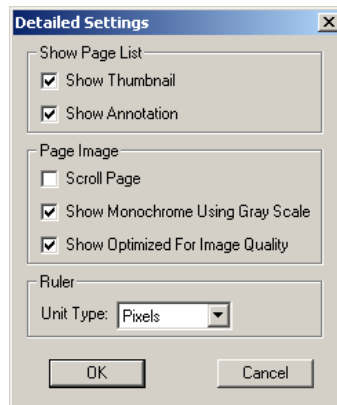 Detailed Settings
Show Page List
Show Thumbnail
Show Annotation
Page Image
Scroll Page
Show Monochrome Using Gray Scale
Show Optimized For Image Quality
Ruler
Unit Type: Pixels
OK Cancel